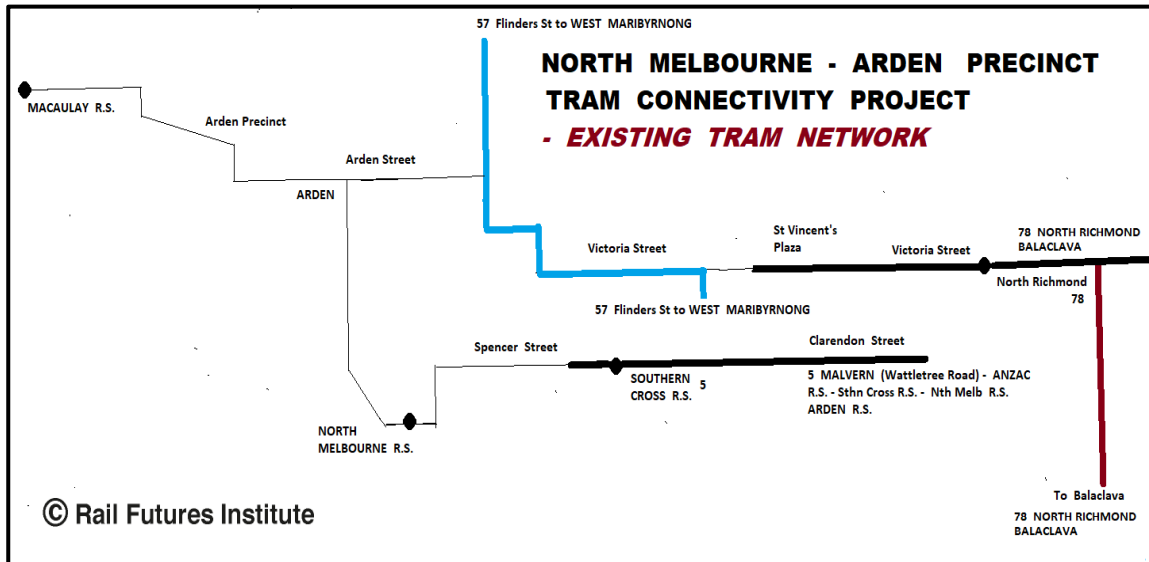 57 Flinders St to WEST MARIBYRNONG
NORTH MELBOURNE - ARDEN PRECINCT
TRAM CONNECTIVITY PROJECT
- EXISTING TRAM NETWORK
MACAULAY R.S.
Arden Precinct
Arden Street
ARDEN
Victoria Street
St Vincent's
Plaza
Victoria Street
78 NORTH RICHMOND
BALACLAVA
North Richmond
78
57 Flinders St to WEST MARIBYRNONG
Spencer Street
Clarendon Street
SOUTHERN
CROSS R.S.
5
5 MALVERN (Wattletree Road) - ANZAC
R.S. - Sthn Cross R.S. - Nth Melb R.S.
ARDEN R.S.
NORTH
MELBOURNE R.S.
To Balaclava
78 NORTH RICHMOND
BALACLAVA
© Rail Futures Institute